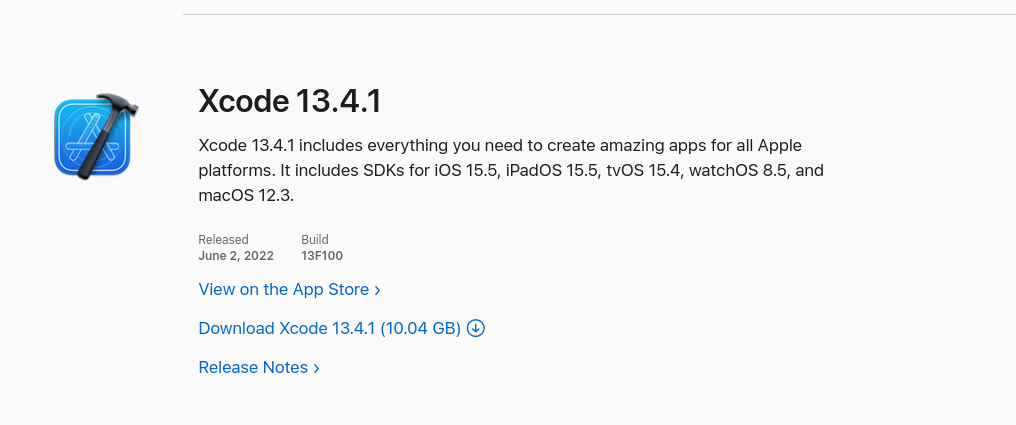 Xcode 13.4.1
Xcode 13.4.1 includes everything you need to create amazing apps for all Apple
platforms. It includes SDKs for iOS 15.5, iPadOS 15.5, tvOS 15.4, watchOS 8.5, and
macOS 12.3.
Released Build
June 2, 2022 13F100
View on the App Store ›
Download Xcode 13.4.1 (10.04 GB)
Release Notes ›